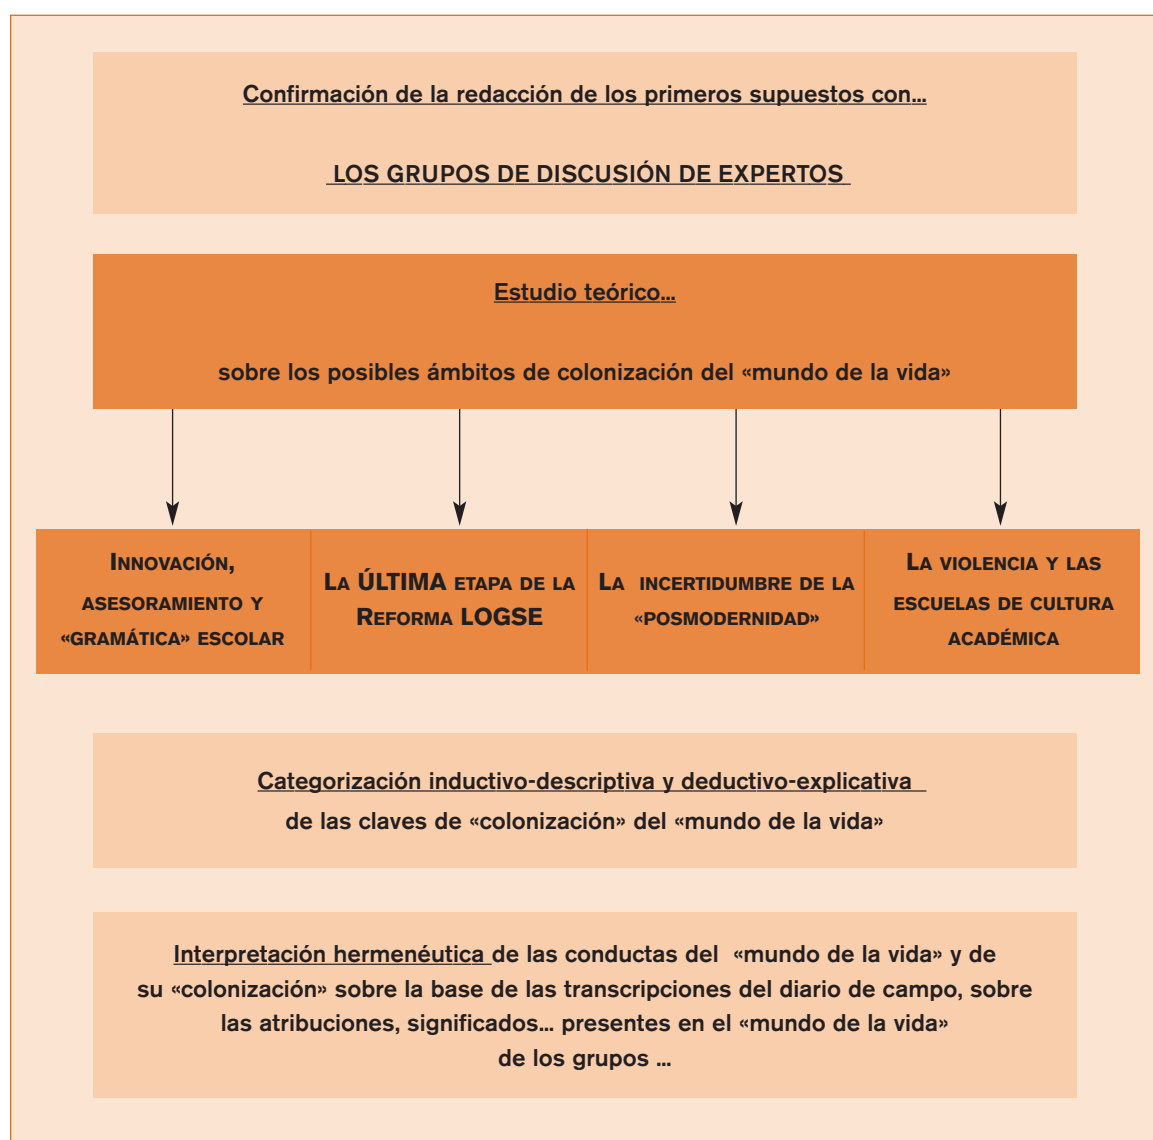 Confirmación de la redacción de los primeros supuestos con...
LOS GRUPOS DE DISCUSIÓN DE EXPERTOS
Estudio teórico...
sobre los posibles ámbitos de colonización del «mundo de la vida»
INNOVACIÓN,
ASESORAMIENTO Y
«GRAMÁTICA» ESCOLAR
LA ÚLTIMA ETAPA DE LA
REFORMA LOGSE
LA INCERTIDUMBRE DE LA
«POSMODERNIDAD»
LA VIOLENCIA Y LAS
ESCUELAS DE CULTURA
ACADÉMICA
Categorización inductivo-descriptiva y deductivo-explicativa
de las claves de «colonización» del «mundo de la vida»
Interpretación hermenéutica de las conductas del «mundo de la vida» y de
su «colonización» sobre la base de las transcripciones del diario de campo, sobre
las atribuciones, significados... presentes en el «mundo de la vida»
de los grupos ...